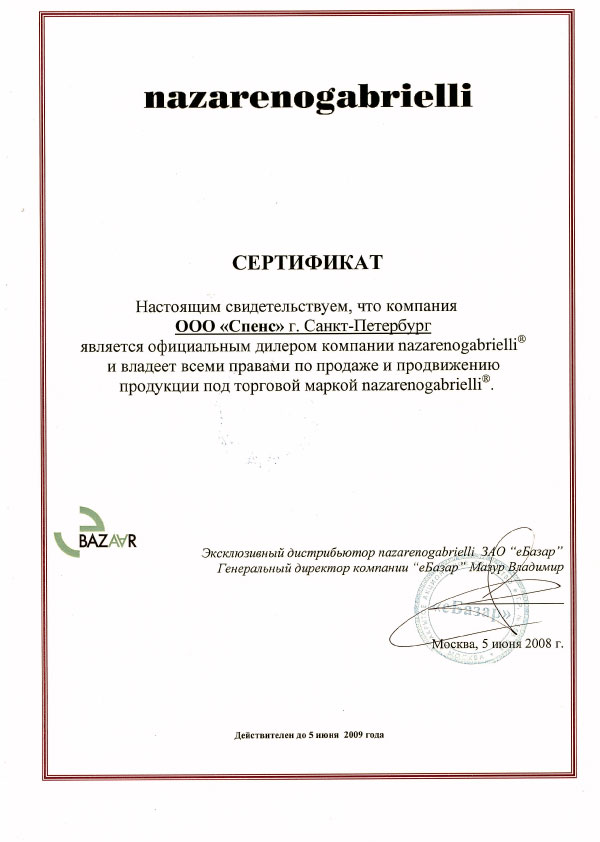 nazarenogabrielli
СЕРТИФИКАТ
Настоящим свидетельствуем, что компания
ООО «Спенс» г. Санкт-Петербург
является официальным дилером компании nazarenogabrielli®
и владеет всеми правами по продаже и продвижению
продукции под торговой маркой nazarenogabrielli®.
e
BAZAAR
Эксклюзивный дистрибьютор nazarenogabrielli ЗАО “еБазар”
Генеральный директор компании “еБазар” Мазур Владимир
«еБазар»
Москва, 5 июня 2008 г.
Действителен до 5 июня 2009 года